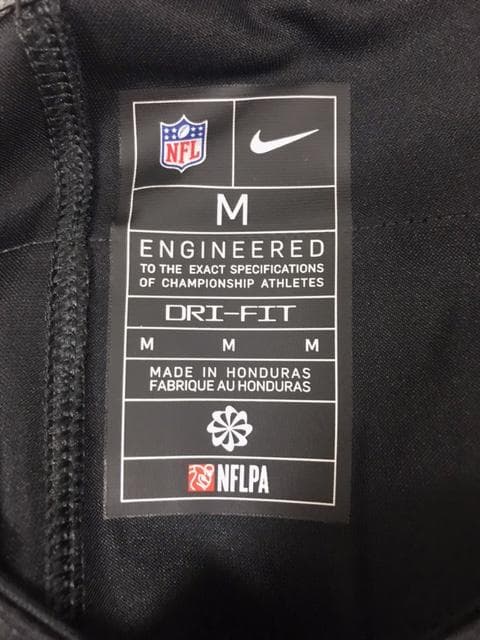 NFL
M
ENGINEERED
TO THE EXACT SPECIFICATIONS
OF CHAMPIONSHIP ATHLETES
DRI-FIT
M M M
MADE IN HONDURAS
FABRIQUE AU HONDURAS
NFLPA